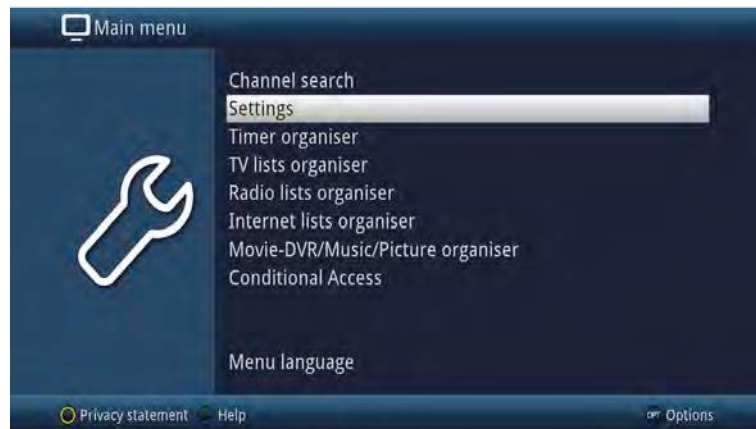 Main menu
Channel search
Settings
Timer organiser
TV lists organiser
Radio lists organiser
Internet lists organiser
Movie-DVR/Music/Picture organiser
Conditional Access
Menu language
Privacy statement Help OPT Options